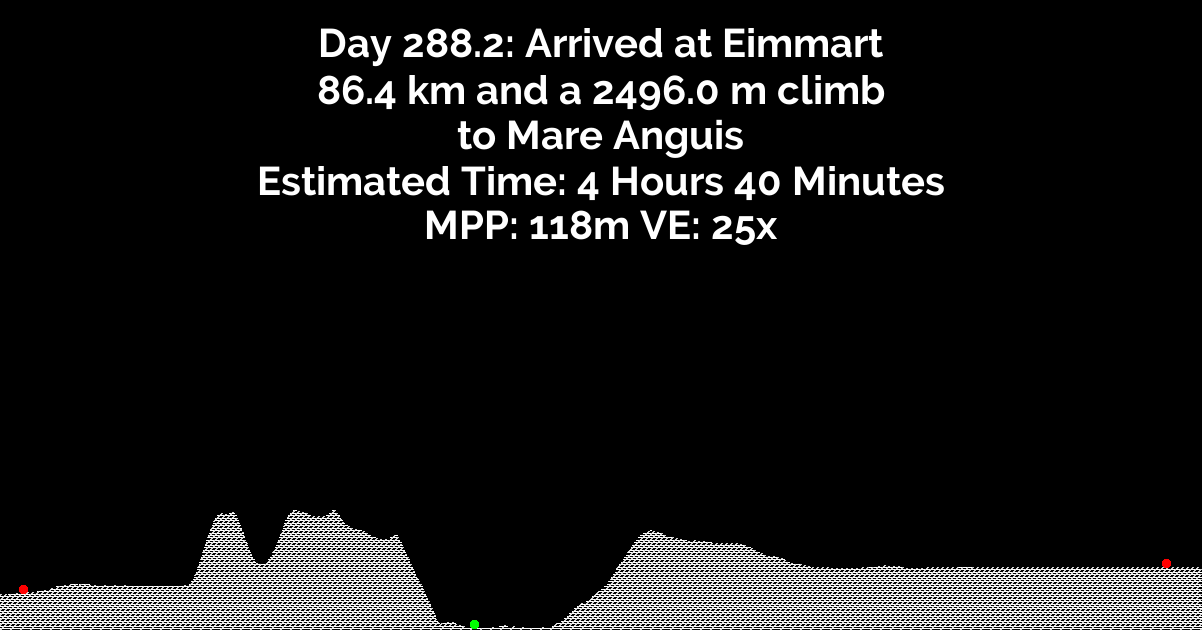 Day 288.2: Arrived at Eimmart
86.4 km and a 2496.0 m climb
to Mare Anguis
Estimated Time: 4 Hours 40 Minutes
MPP: 118m VE: 25x